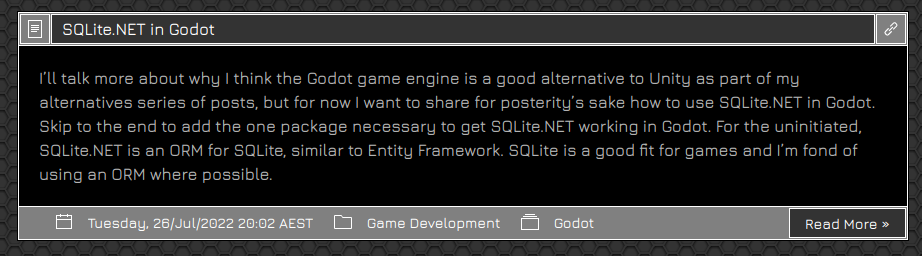 SQLite.NET in Godot
I'll talk more about why I think the Godot game engine is a good alternative to Unity as part of my
alternatives series of posts, but for now I want to share for posterity's sake how to use SQLite.NET in Godot.
Skip to the end to add the one package necessary to get SQLite.NET working in Godot. For the uninitiated,
SQLite.NET is an ORM for SQLite, similar to Entity Framework. SQLite is a good fit for games and I'm fond of
using an ORM where possible.
Tuesday, 26/Jul/2022 20:02 AEST Game Development Godot Read More »